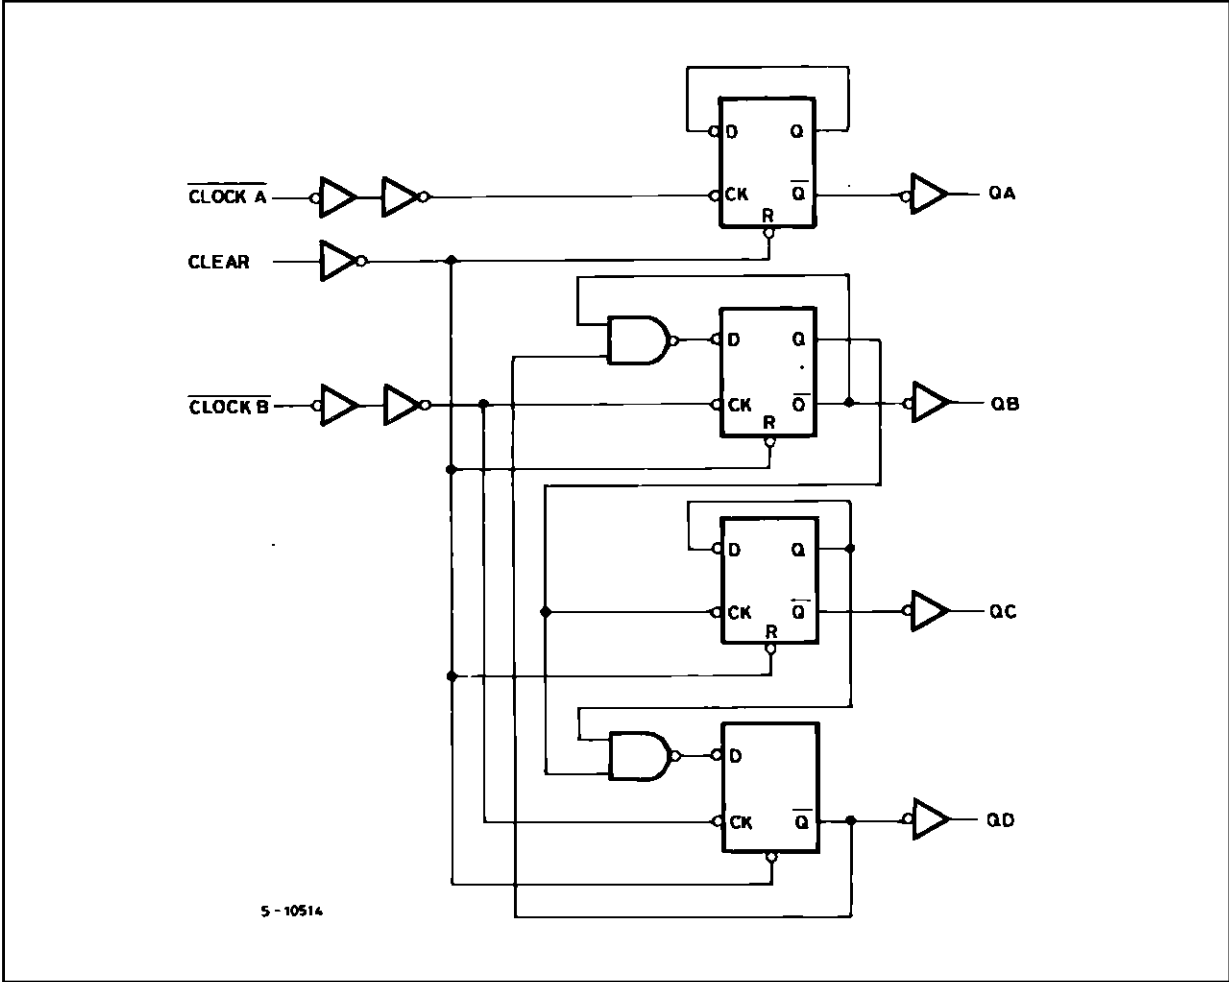 D Q
CLOCK A
CK Q QA
R
CLEAR
D Q
CLOCK B
CK Q QB
R
D Q
CK Q QC
R
D
CK Q QD
5-10514